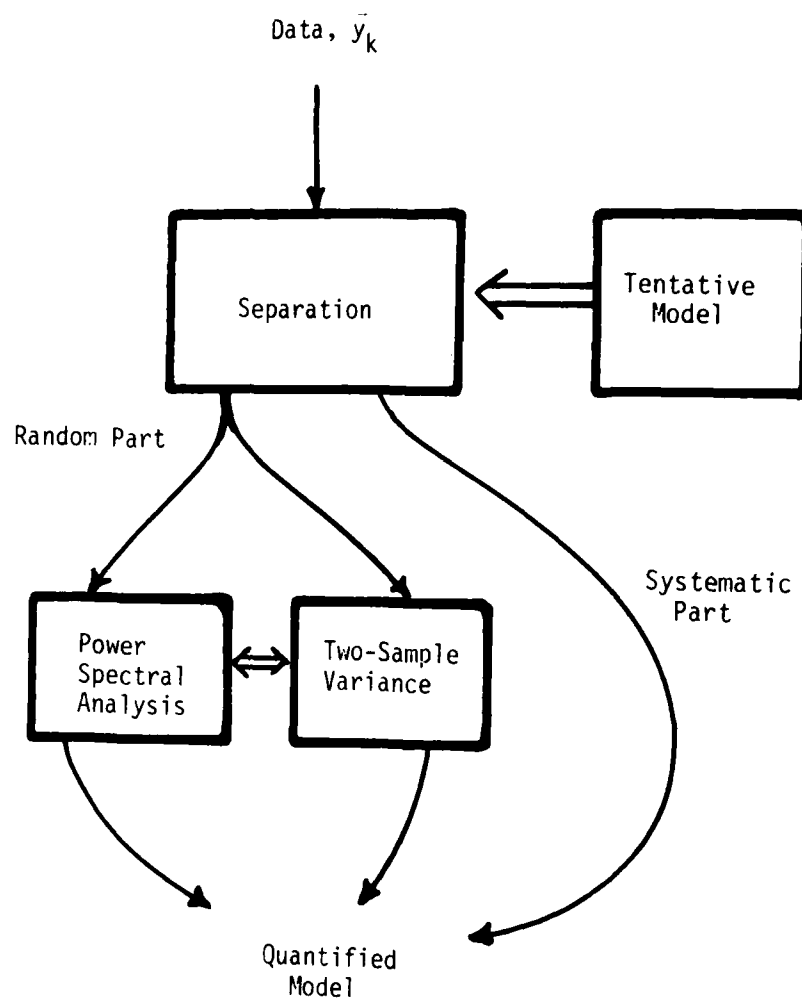 Data, ȳk
Separation
Tentative
Model
Random Part
Systematic
Part
Power
Spectral
Analysis
Two-Sample
Variance
Quantified
Model